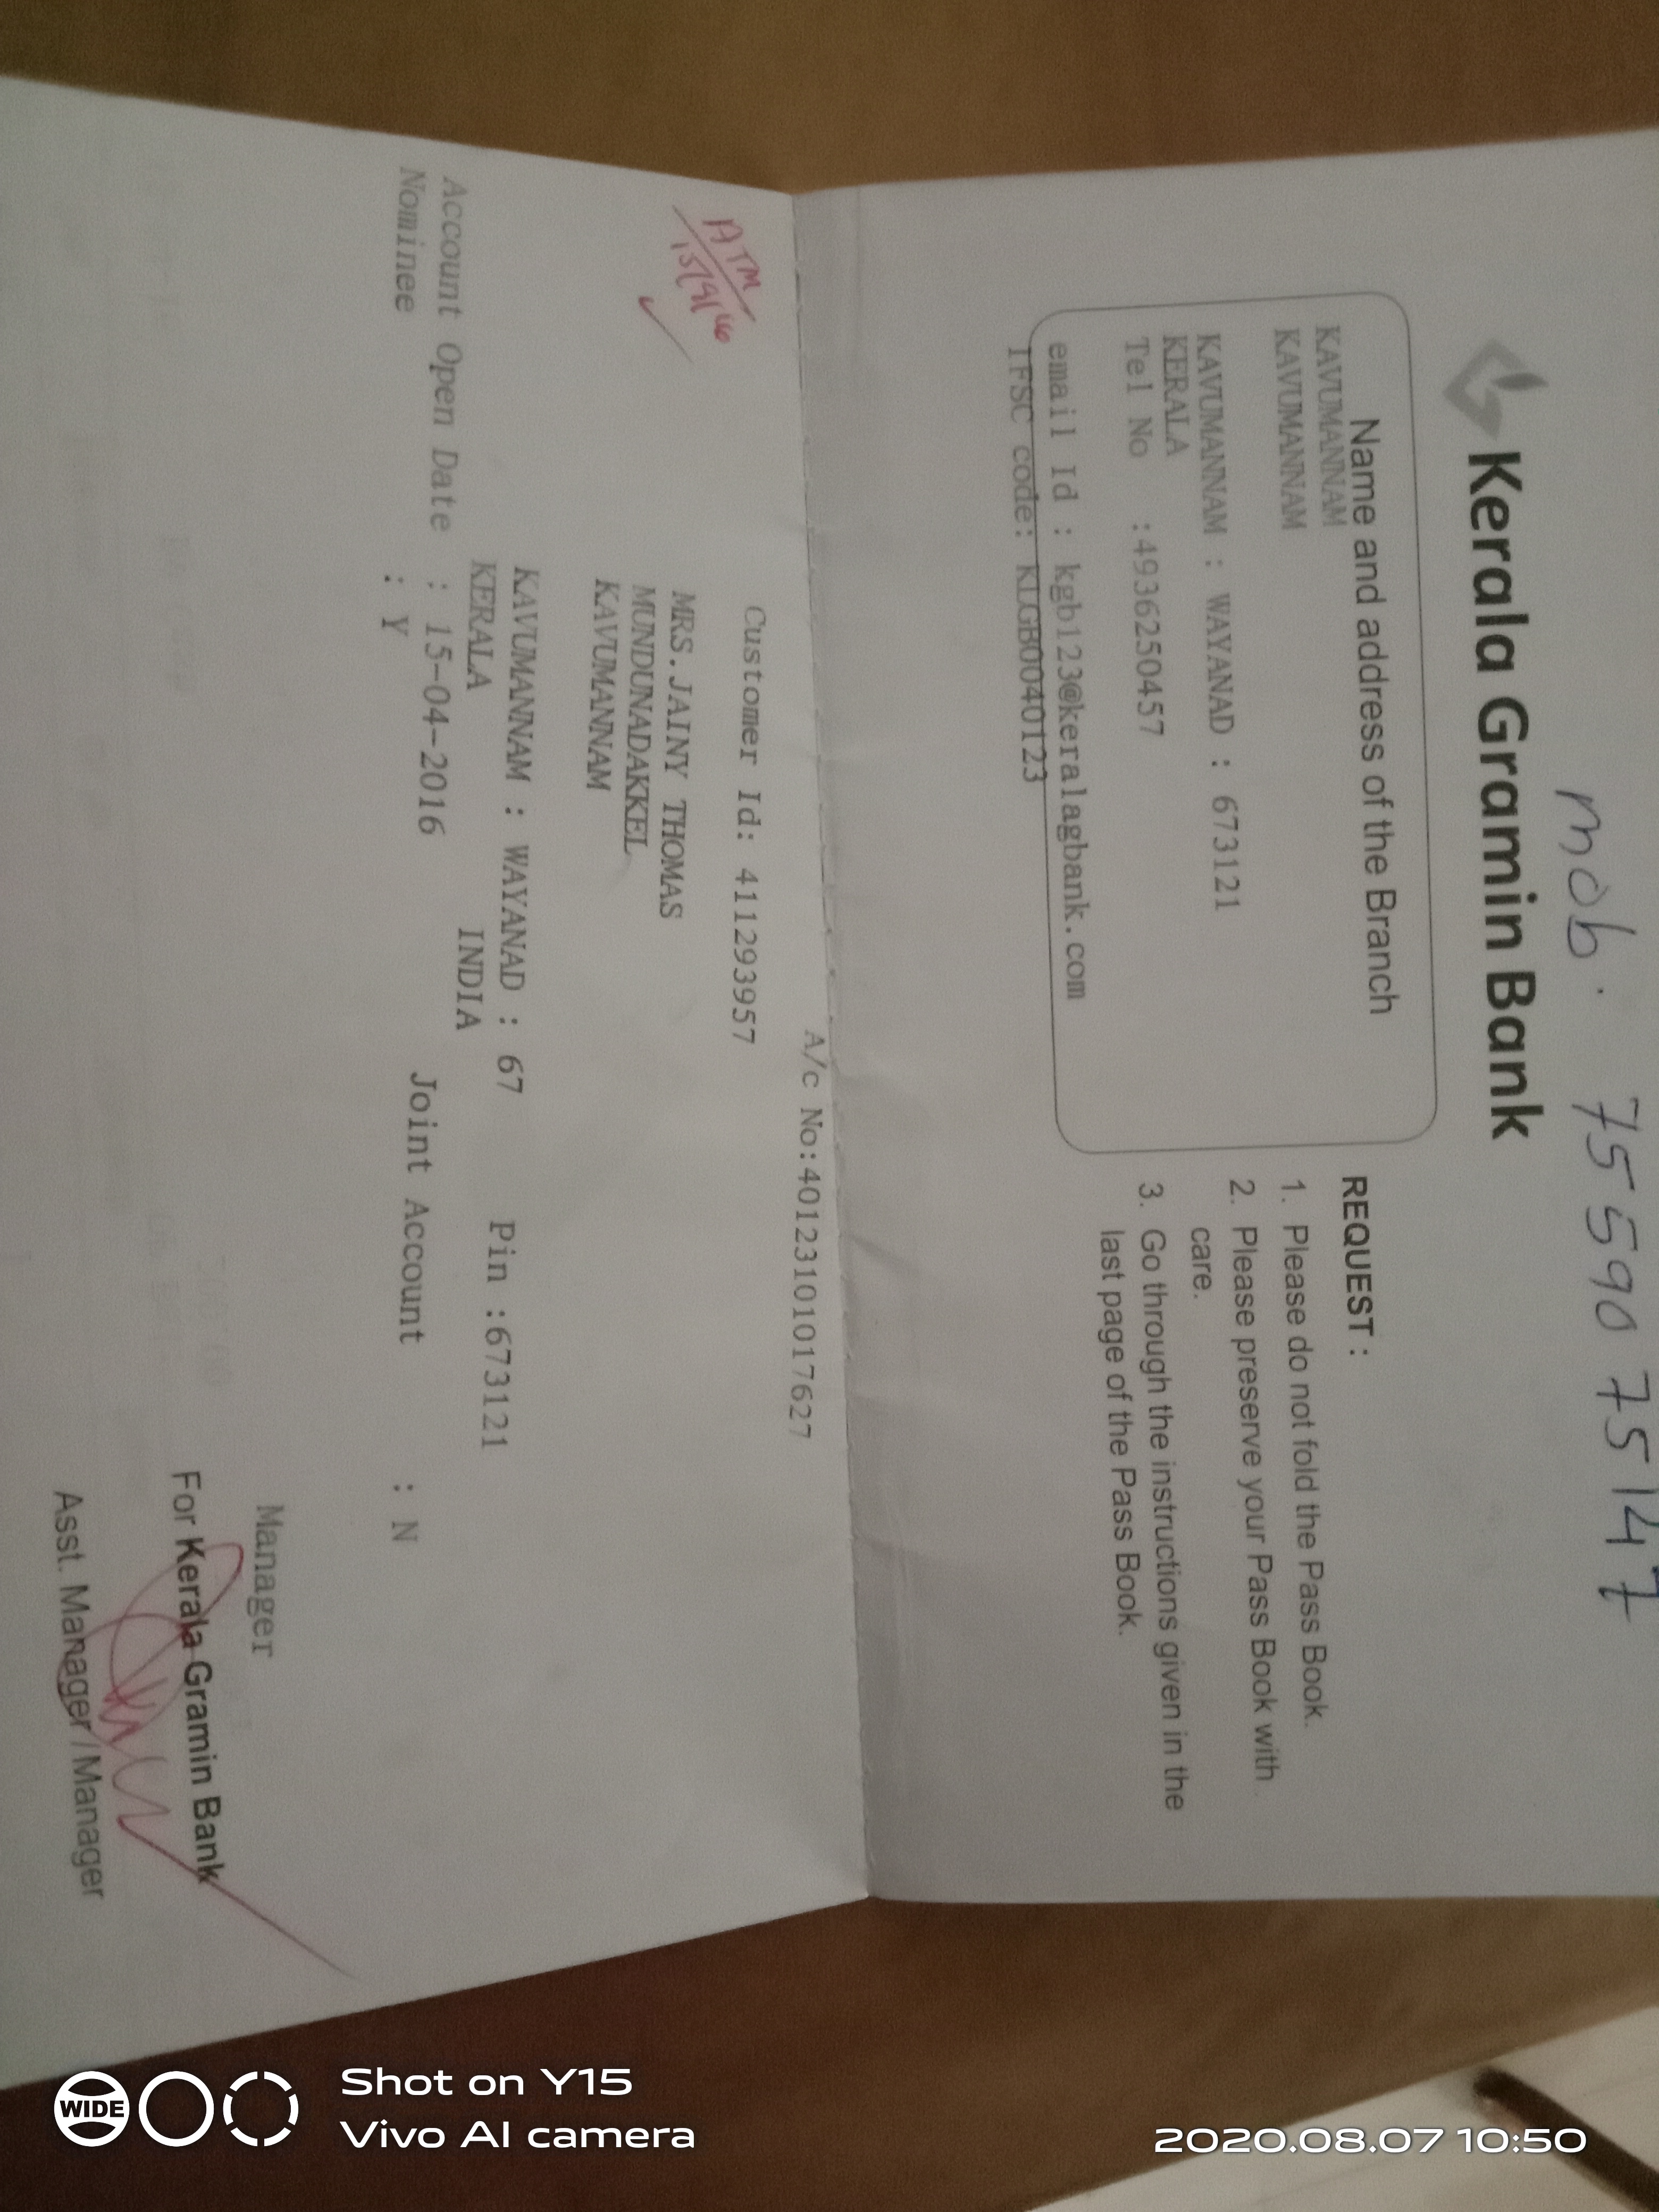 mob. 7559075147
Kerala Gramin Bank
Name and address of the Branch
KAVUMANNAM
KAVUMANNAM
KAVUMANNAM : WAYANAD : 673121
KERALA
Tel No :4936250457
email Id : kgb123@keralagbank.com
IFSC code: KLGB0040123
REQUEST :
1. Please do not fold the Pass Book.
2. Please preserve your Pass Book with
care.
3. Go through the instructions given in the
last page of the Pass Book.
A/c No:40123101017627
ATM
15/4/16
Customer Id: 411293957
MRS.JAINY THOMAS
MUNDUNADAKKEL
KAVUMANNAM
KAVUMANNAM : WAYANAD : 67 Pin :673121
KERALA INDIA
Account Open Date : 15-04-2016 Joint Account : N
Nominee : Y
Manager
For Kerala Gramin Bank
Asst. Manager / Manager
WIDE
Shot on Y15
Vivo AI camera
2020.08.07 10:50